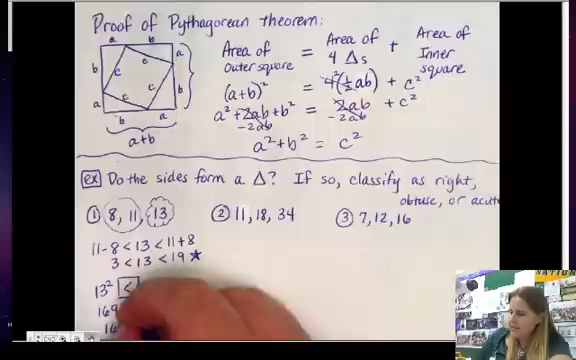 Proof of Pythagorean theorem:
a b
b c c a
a c c b
b a
a+b
Area of Outer square = Area of 4 Δs + Area of Inner square
(a+b)² = 4²(½ab) + c²
a² + 2ab + b² = 2ab + c²
-2ab -2ab
a² + b² = c²
ex Do the sides form a Δ? If so, classify as right,
obtuse, or acute
① 8, 11, 13 ② 11, 18, 34 ③ 7, 12, 16
11-8 < 13 < 11+8
3 < 13 < 19 ★
13² <
169
16